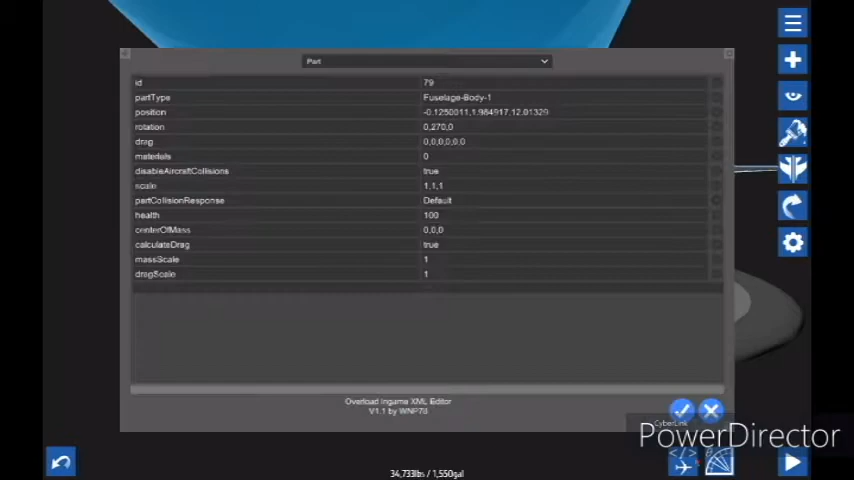 Part
id 79
partType Fuselage-Body-1
position -0.1250011,1.984917,12.01329
rotation 0,270,0
drag 0,0,0,0,0,0
materials 0
disableAircraftCollisions true
scale 1,1,1
partCollisionResponse Default
health 100
centerOfMass 0,0,0
calculateDrag true
massScale 1
dragScale 1
Overload Ingame XML Editor
V1.1 by WNP78
CyberLink
PowerDirector
34,733lbs / 1,550gal